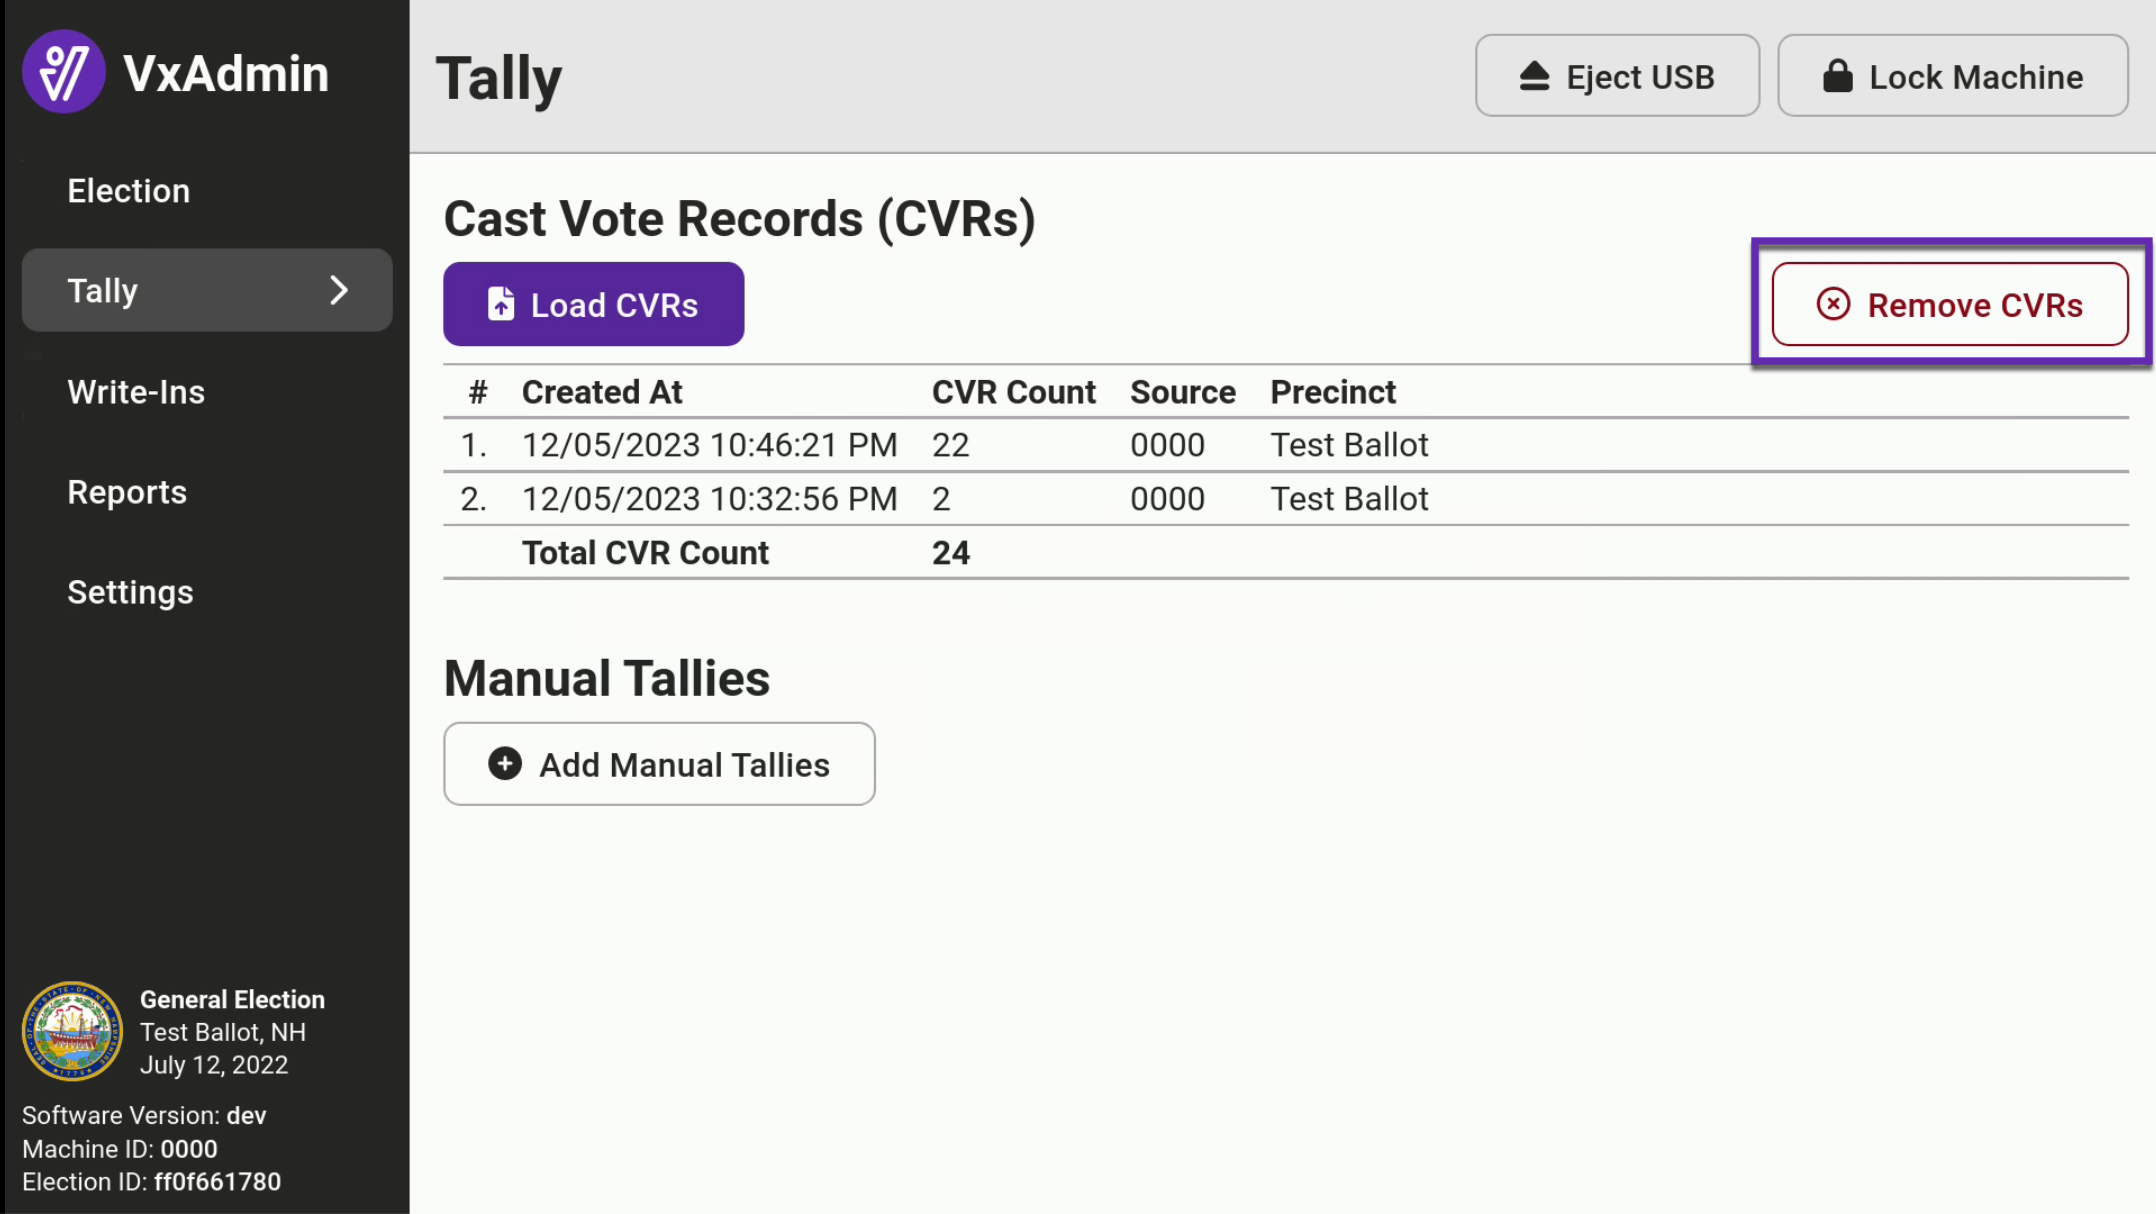 VxAdmin
Election
Tally
Write-Ins
Reports
Settings
General Election
Test Ballot, NH
July 12, 2022
Software Version: dev
Machine ID: 0000
Election ID: ff0f661780
Tally
Eject USB
Lock Machine
Cast Vote Records (CVRs)
Load CVRs
Remove CVRs
# Created At CVR Count Source Precinct
1. 12/05/2023 10:46:21 PM 22 0000 Test Ballot
2. 12/05/2023 10:32:56 PM 2 0000 Test Ballot
Total CVR Count 24
Manual Tallies
Add Manual Tallies